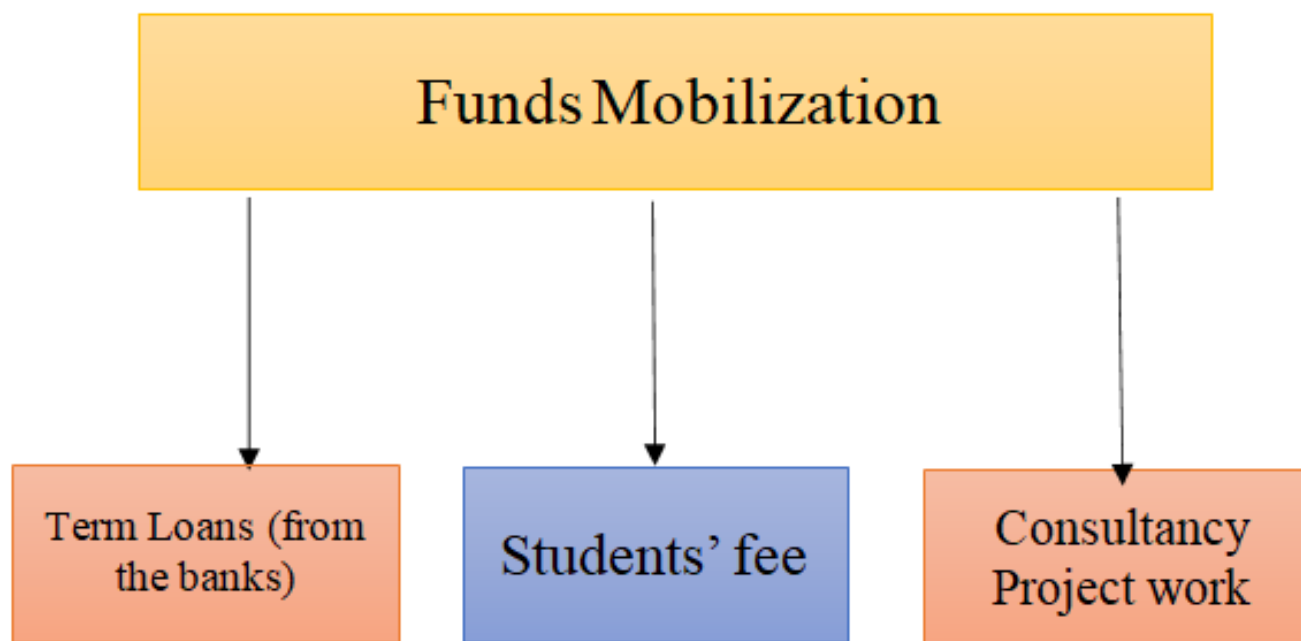 Funds Mobilization
Term Loans (from
the banks)
Students’ fee
Consultancy
Project work